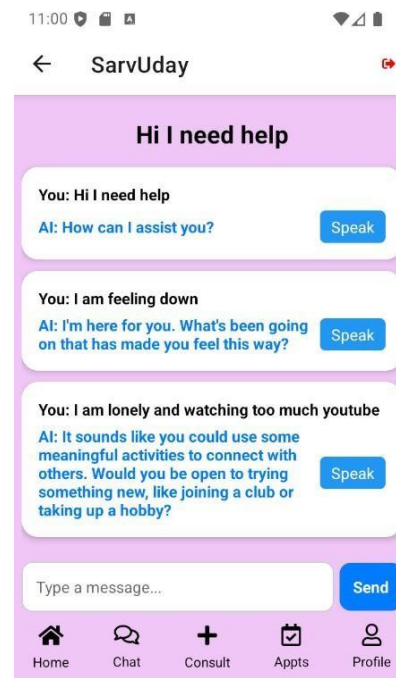 11:00
SarvUday
Hi I need help
You: Hi I need help
AI: How can I assist you?
Speak
You: I am feeling down
AI: I'm here for you. What's been going
on that has made you feel this way?
Speak
You: I am lonely and watching too much youtube
AI: It sounds like you could use some
meaningful activities to connect with
others. Would you be open to trying
something new, like joining a club or
taking up a hobby?
Speak
Type a message...
Send
Home Chat Consult Appts Profile